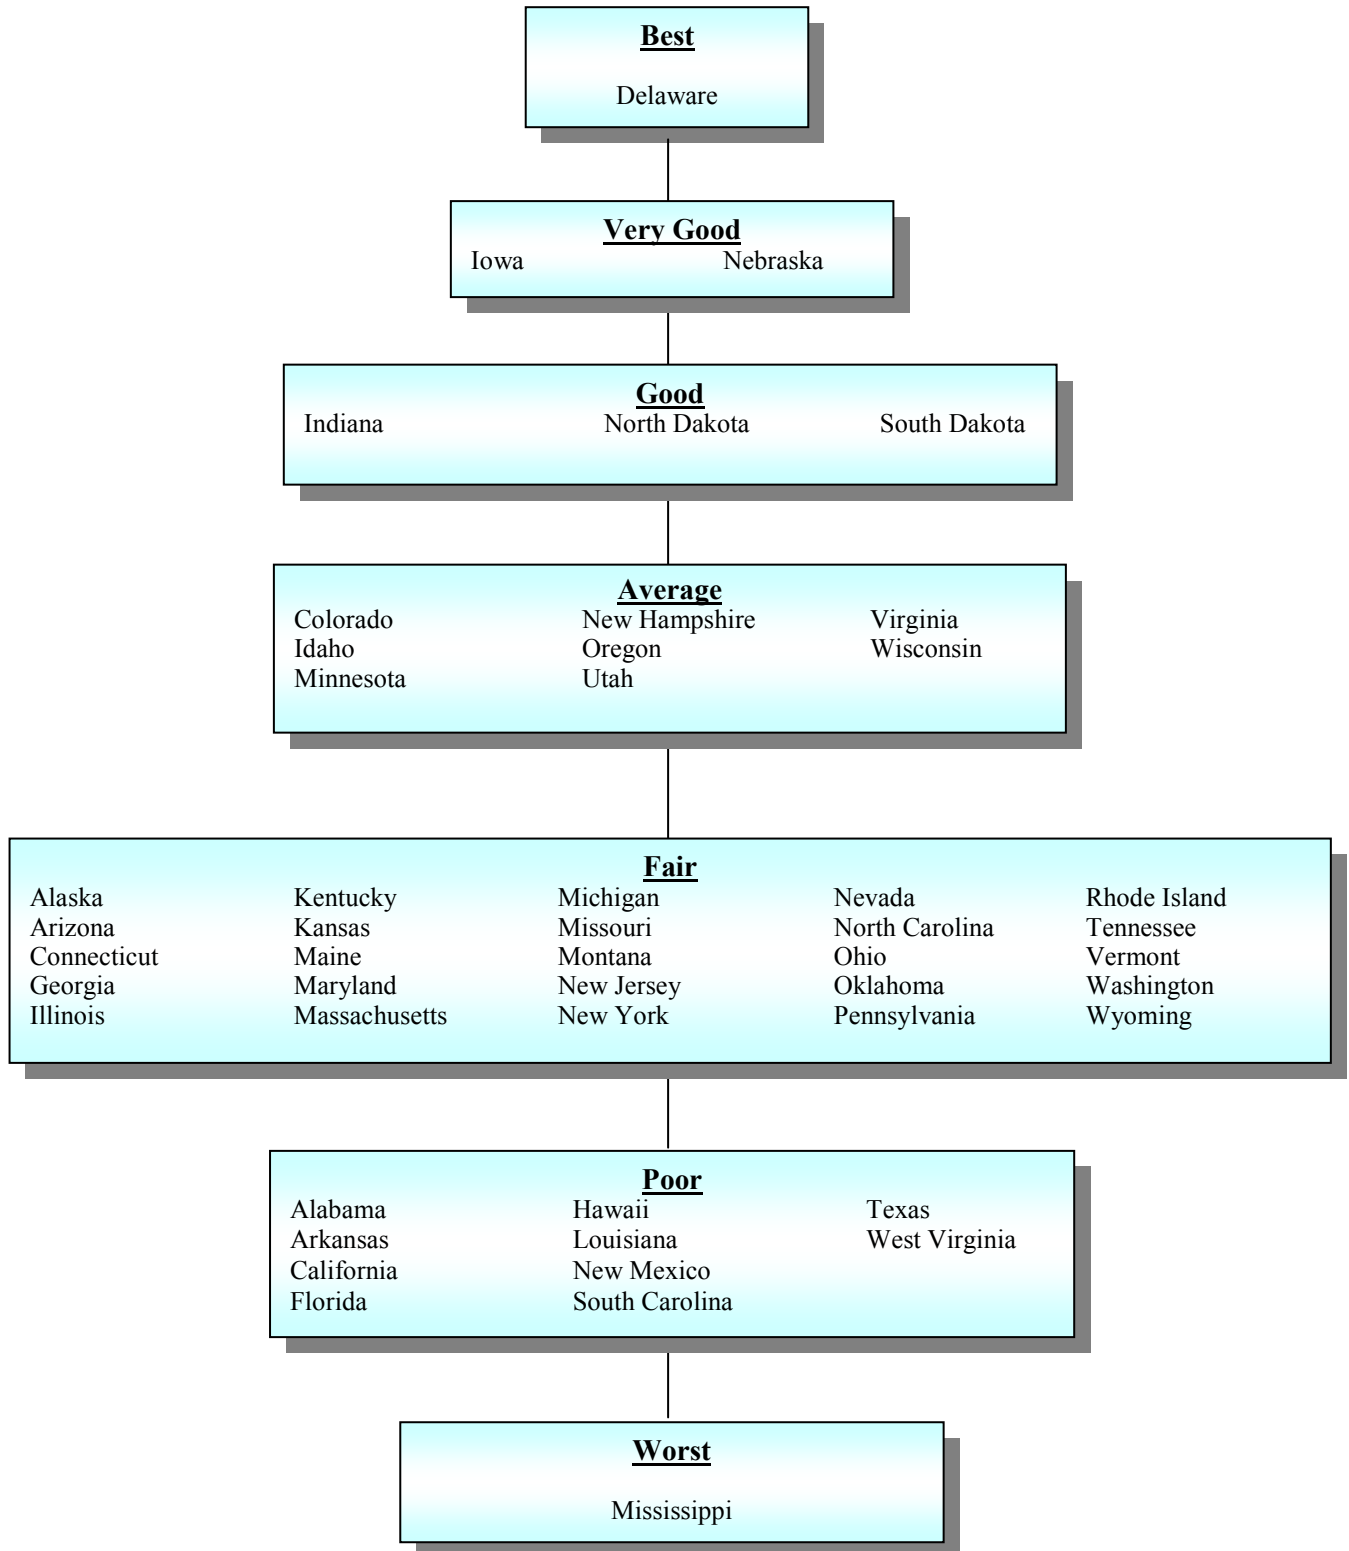 Best
Delaware
Very Good
Iowa Nebraska
Good
Indiana North Dakota South Dakota
Average
Colorado New Hampshire Virginia
Idaho Oregon Wisconsin
Minnesota Utah
Fair
Alaska Kentucky Michigan Nevada Rhode Island
Arizona Kansas Missouri North Carolina Tennessee
Connecticut Maine Montana Ohio Vermont
Georgia Maryland New Jersey Oklahoma Washington
Illinois Massachusetts New York Pennsylvania Wyoming
Poor
Alabama Hawaii Texas
Arkansas Louisiana West Virginia
California New Mexico
Florida South Carolina
Worst
Mississippi